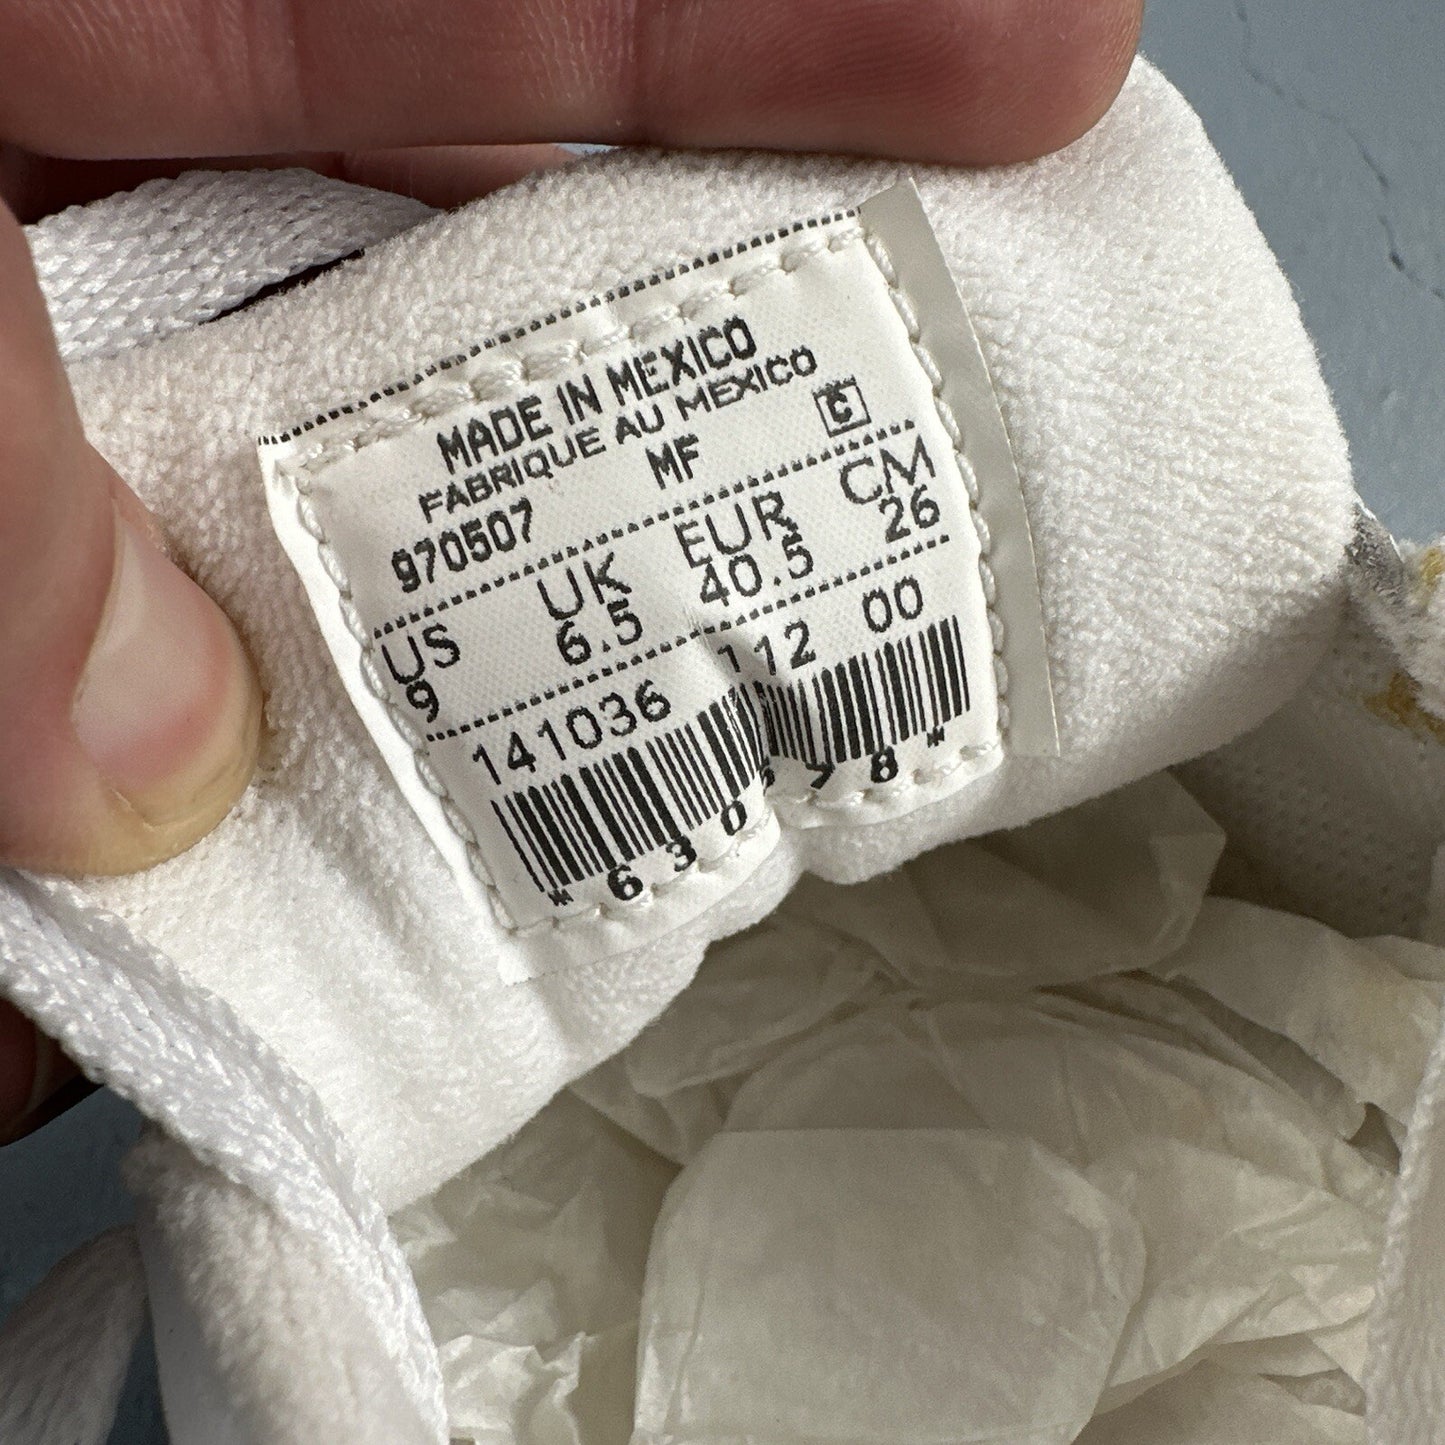 MADE IN MEXICO
FABRIQUE AU MEXICO
970507 MF C
US UK EUR CM
9 6.5 40.5 26
141036 112 00
*630578*